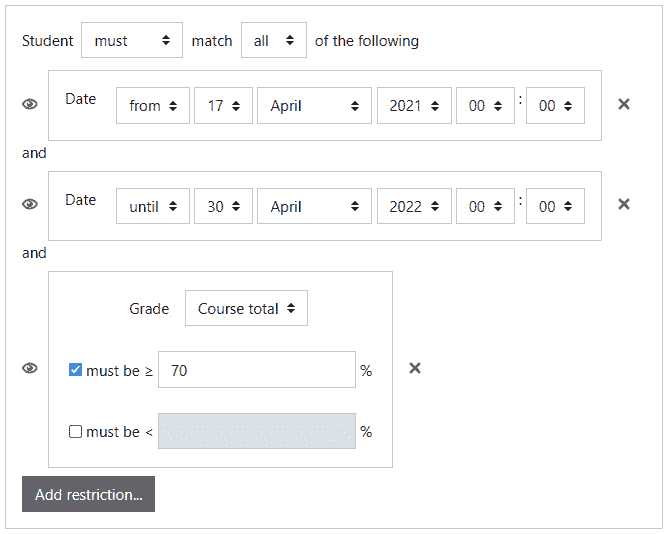 Student must match all of the following
Date from 17 April 2021 00 : 00
and
Date until 30 April 2022 00 : 00
and
Grade Course total
must be ≥ 70 %
must be < %
Add restriction...